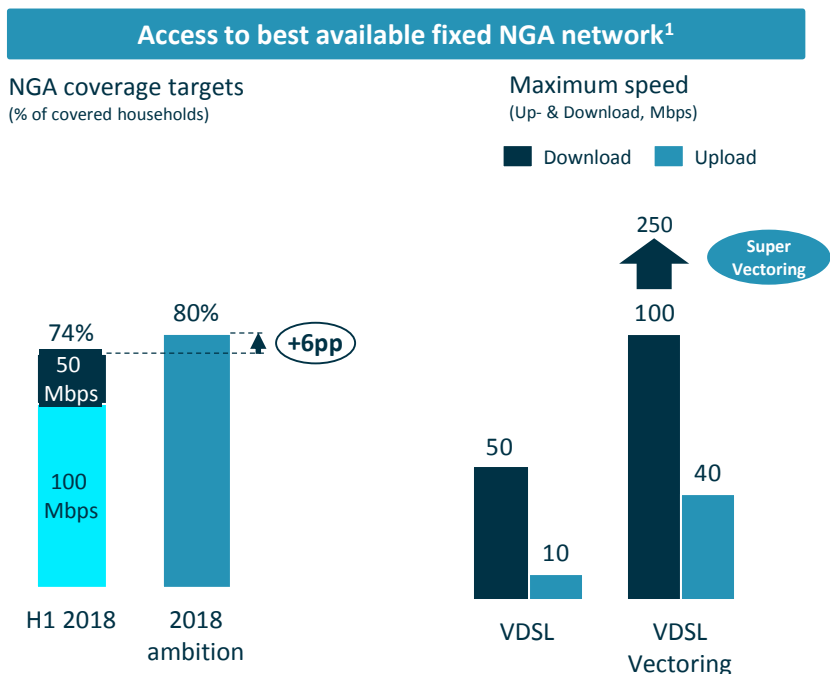 Access to best available fixed NGA network¹
NGA coverage targets
(% of covered households)
74%
50
Mbps
100
Mbps
H1 2018
80%
2018
ambition
+6pp
Maximum speed
(Up- & Download, Mbps)
Download
Upload
250
Super
Vectoring
100
50
40
10
VDSL
VDSL
Vectoring